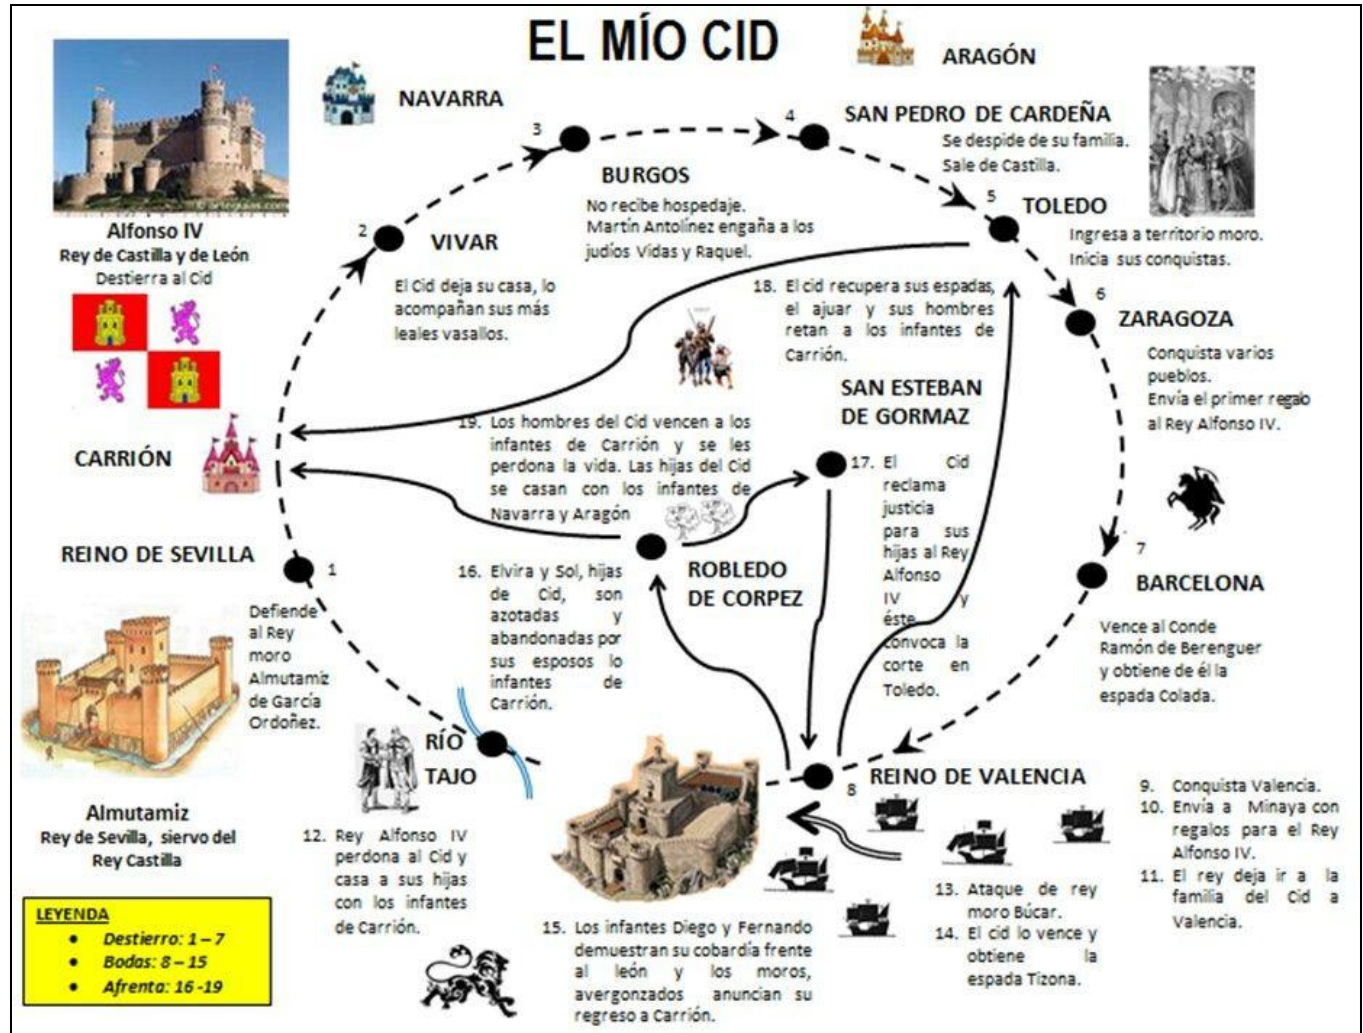 EL MÍO CID
ARAGÓN
NAVARRA
Alfonso IV
Rey de Castilla y de León
Destierra al Cid
2
VIVAR
El Cid deja su casa, lo
acompañan sus más
leales vasallos.
3
BURGOS
No recibe hospedaje.
Martín Antolínez engaña a los
judíos Vidas y Raquel.
4
SAN PEDRO DE CARDEÑA
Se despide de su familia.
Sale de Castilla.
5
TOLEDO
Ingresa a territorio moro.
Inicia sus conquistas.
6
ZARAGOZA
Conquista varios
pueblos.
Envía el primer regalo
al Rey Alfonso IV.
18. El cid recupera sus espadas,
el ajuar y sus hombres
retan a los infantes de
Carrión.
CARRIÓN
19. Los hombres del Cid vencen a los
infantes de Carrión y se les
perdona la vida. Las hijas del Cid
se casan con los infantes de
Navarra y Aragón
SAN ESTEBAN
DE GORMAZ
17. El Cid
reclama
justicia
para sus
hijas al Rey
Alfonso
IV y
éste
convoca la
corte en
Toledo.
7
BARCELONA
Vence al Conde
Ramón de Berenguer
y obtiene de él la
espada Colada.
REINO DE SEVILLA
1
Defiende
al Rey
moro
Almutamiz
de García
Ordoñez.
16. Elvira y Sol, hijas
de Cid, son
azotadas y
abandonadas por
sus esposos lo
infantes de
Carrión.
ROBLEDO
DE CORPEZ
Almutamiz
Rey de Sevilla, siervo del
Rey Castilla
RÍO
TAJO
12. Rey Alfonso IV
perdona al Cid y
casa a sus hijas
con los infantes
de Carrión.
REINO DE VALENCIA
8
9. Conquista Valencia.
10. Envía a Minaya con
regalos para el Rey
Alfonso IV.
11. El rey deja ir a la
familia del Cid a
Valencia.
13. Ataque de rey
moro Búcar.
14. El cid lo vence y
obtiene la
espada Tizona.
15. Los infantes Diego y Fernando
demuestran su cobardía frente
al león y los moros,
avergonzados anuncian su
regreso a Carrión.
LEYENDA
• Destierro: 1 – 7
• Bodas: 8 – 15
• Afrenta: 16 -19